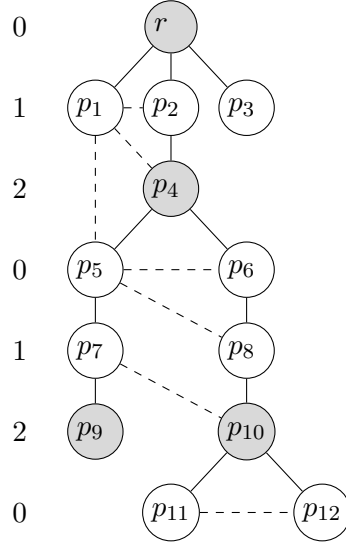 0 r
1 p₁ p₂ p₃
2 p₄
0 p₅ p₆
1 p₇ p₈
2 p₉ p₁₀
0 p₁₁ p₁₂